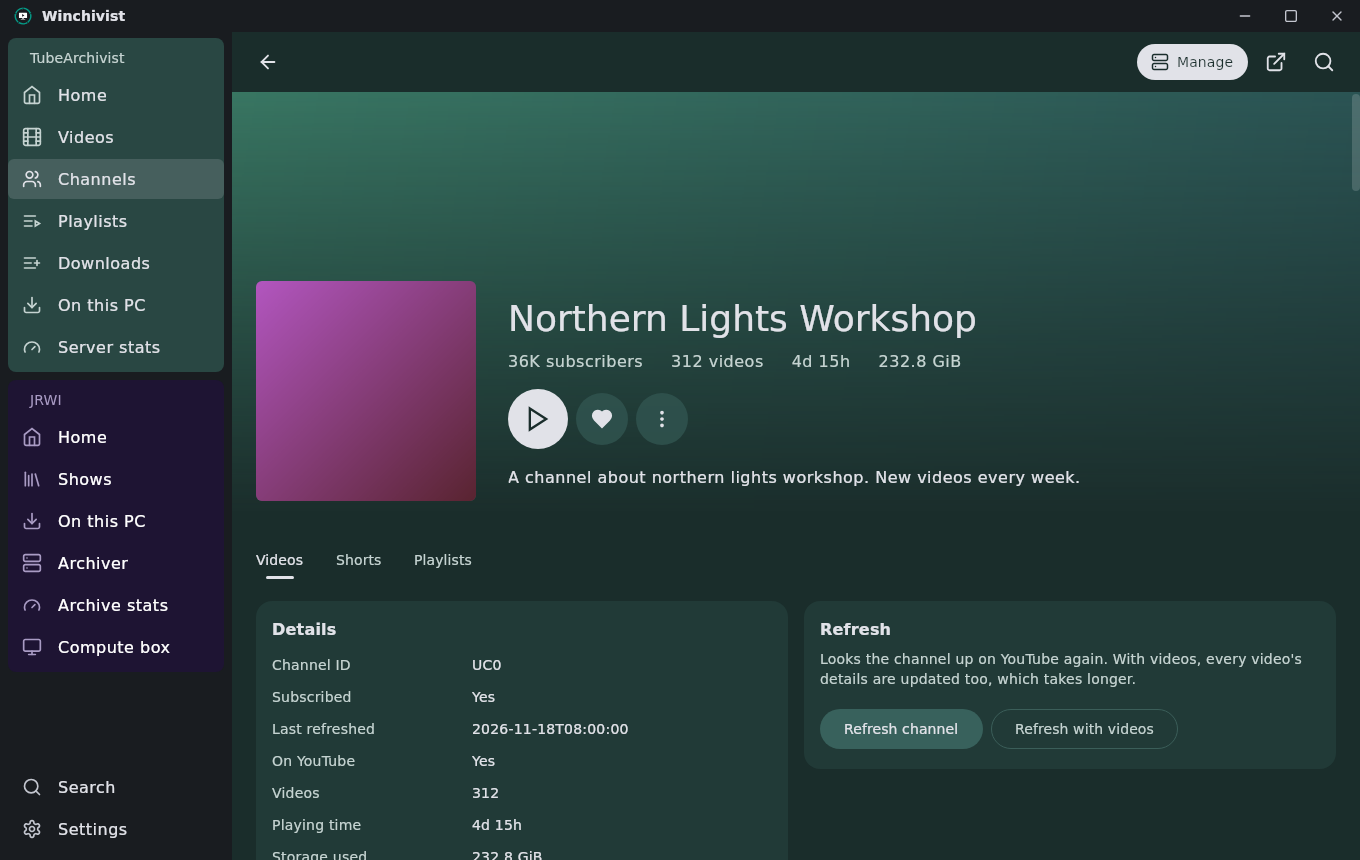 Winchivist
TubeArchivist
Home
Videos
Channels
Playlists
Downloads
On this PC
Server stats
JRWI
Home
Shows
On this PC
Archiver
Archive stats
Compute box
Search
Settings
Manage
Northern Lights Workshop
36K subscribers 312 videos 4d 15h 232.8 GiB
A channel about northern lights workshop. New videos every week.
Videos Shorts Playlists
Details
Channel ID UC0
Subscribed Yes
Last refreshed 2026-11-18T08:00:00
On YouTube Yes
Videos 312
Playing time 4d 15h
Storage used 232.8 GiB
Refresh
Looks the channel up on YouTube again. With videos, every video's
details are updated too, which takes longer.
Refresh channel Refresh with videos